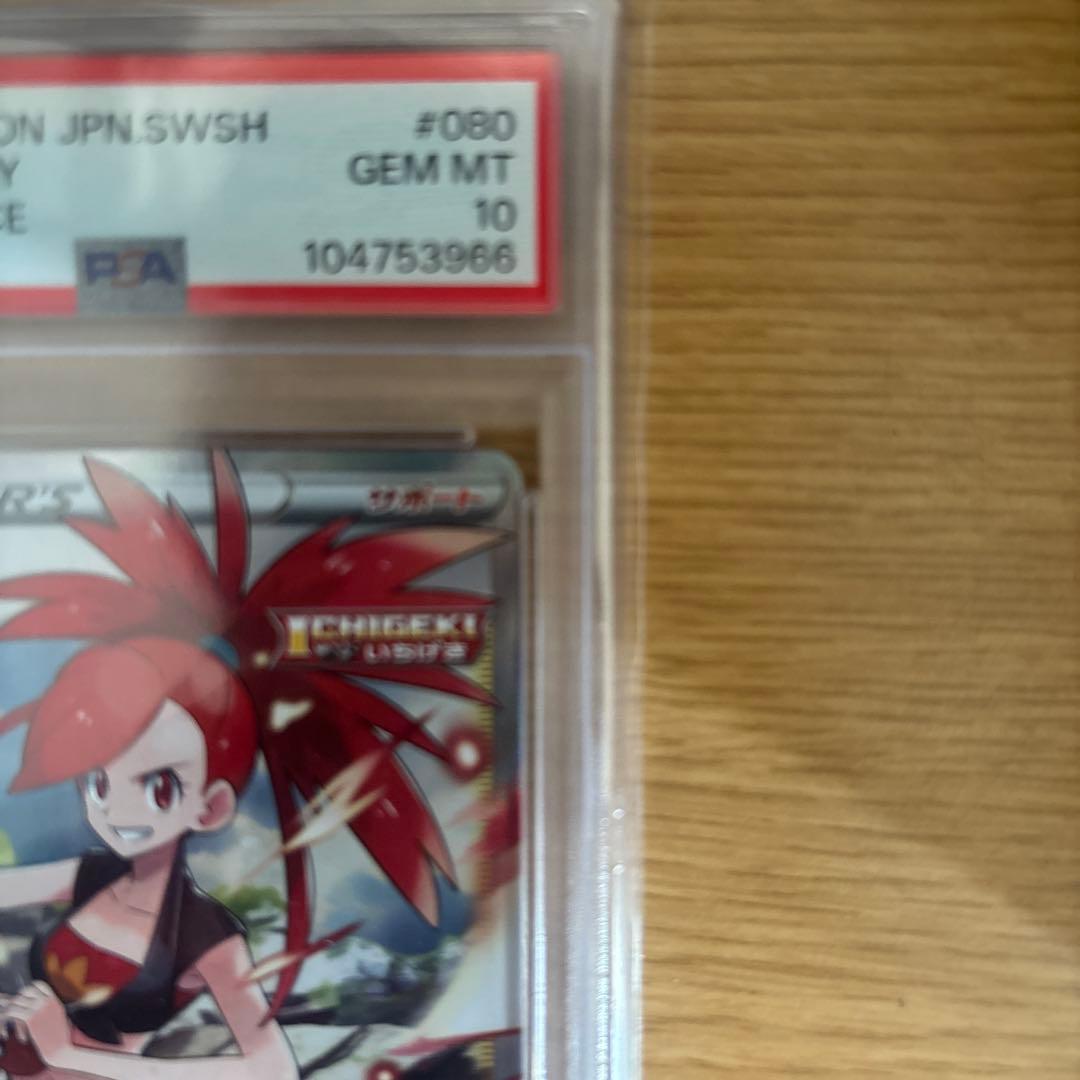 ON JPN.SWSH #080
Y GEM MT
CE 10
PSA 104753966
R'S サポート
ICHIGEKI
いちげき